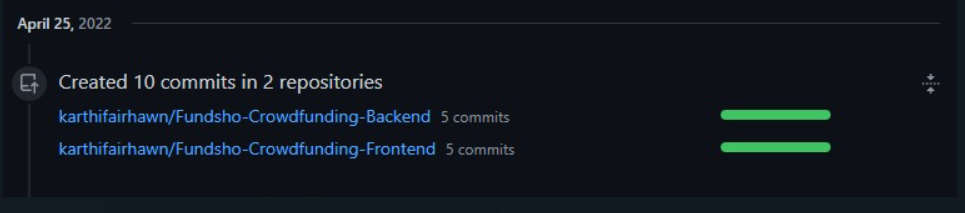 April 25, 2022
Created 10 commits in 2 repositories
karthifairhawn/Fundsho-Crowdfunding-Backend 5 commits
karthifairhawn/Fundsho-Crowdfunding-Frontend 5 commits